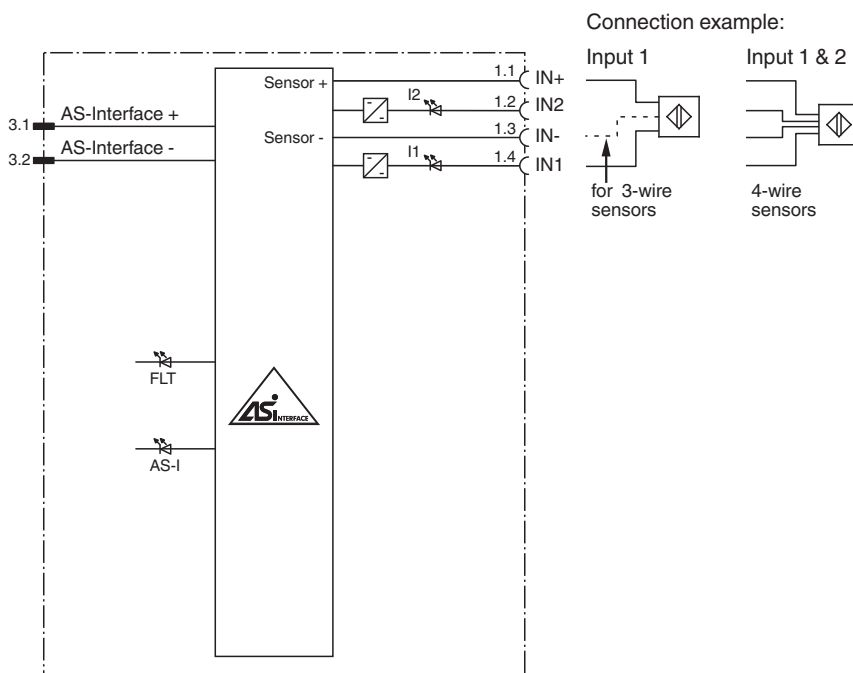 Connection example:
Input 1
Input 1 & 2
Sensor +
1.1
IN+
I2
1.2
IN2
3.1
AS-Interface +
Sensor -
1.3
IN-
3.2
AS-Interface -
I1
1.4
IN1
for 3-wire
sensors
4-wire
sensors
FLT
ASi INTERFACE
AS-I